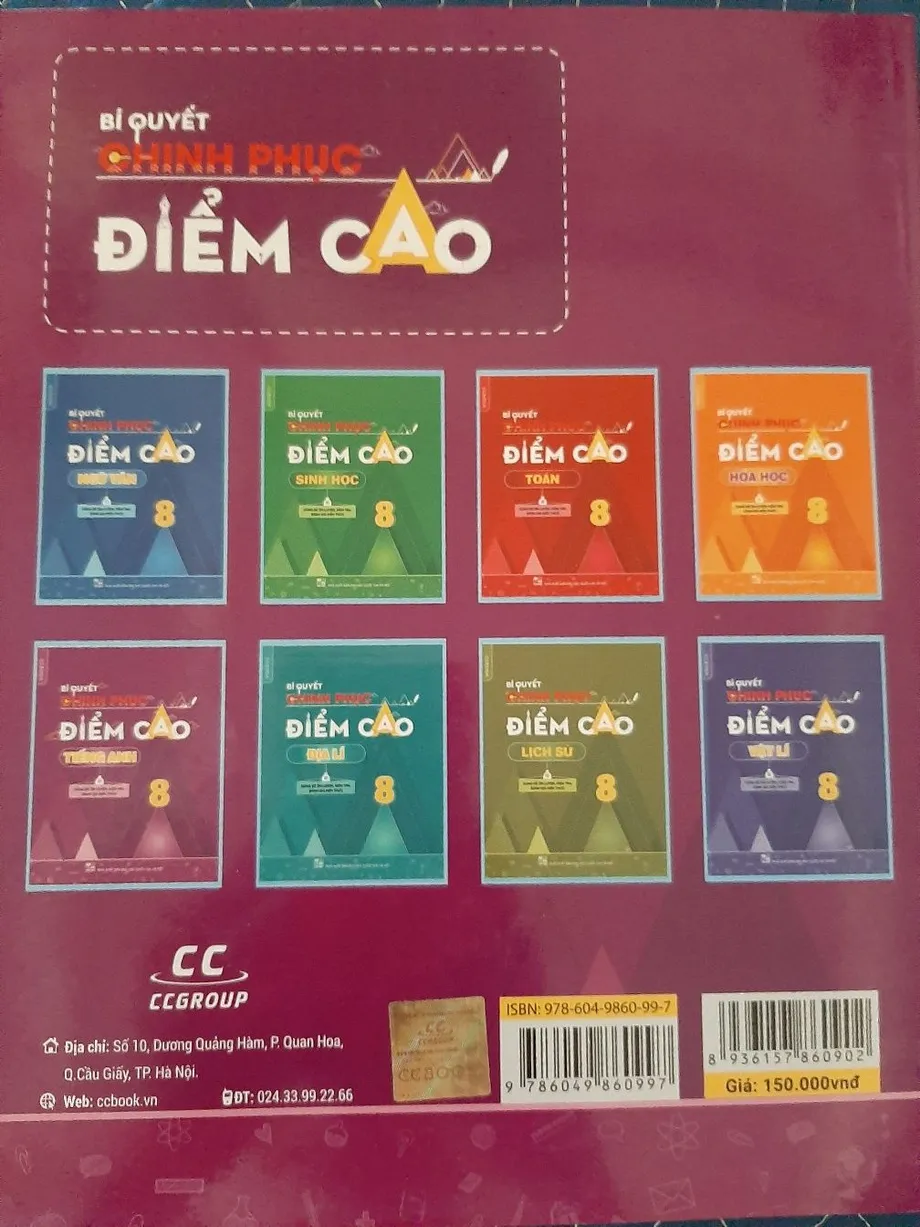 BÍ QUYẾT
CHINH PHỤC
ĐIỂM CAO
BÍ QUYẾT
CHINH PHỤC
ĐIỂM CAO
NGỮ VĂN
8
BÍ QUYẾT
CHINH PHỤC
ĐIỂM CAO
SINH HỌC
8
BÍ QUYẾT
CHINH PHỤC
ĐIỂM CAO
TOÁN
8
BÍ QUYẾT
CHINH PHỤC
ĐIỂM CAO
HÓA HỌC
8
BÍ QUYẾT
CHINH PHỤC
ĐIỂM CAO
TIẾNG ANH
8
BÍ QUYẾT
CHINH PHỤC
ĐIỂM CAO
ĐỊA LÍ
8
BÍ QUYẾT
CHINH PHỤC
ĐIỂM CAO
LỊCH SỬ
8
BÍ QUYẾT
CHINH PHỤC
ĐIỂM CAO
VẬT LÍ
8
CC
CCGROUP
Địa chỉ: Số 10, Dương Quảng Hàm, P. Quan Hoa,
Q.Cầu Giấy, TP. Hà Nội.
Web: ccbook.vn
ĐT: 024.33.99.22.66
CC
CCGROUP
ISBN: 978-604-9860-99-7
9 786049 860997
8 936157 860902
Giá: 150.000vnđ